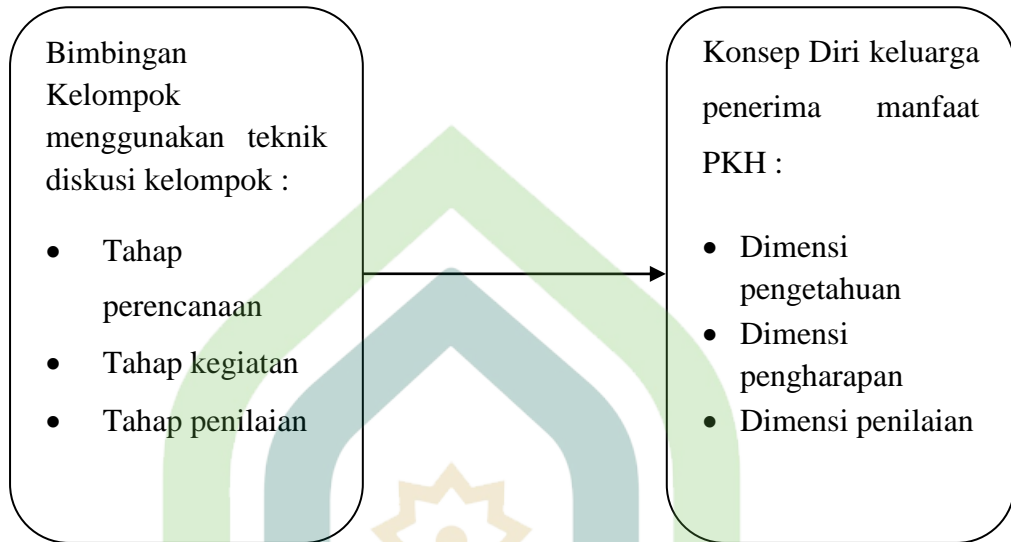 Bimbingan
Kelompok
menggunakan teknik
diskusi kelompok :
• Tahap
perencanaan
• Tahap kegiatan
• Tahap penilaian
Konsep Diri keluarga
penerima manfaat
PKH :
• Dimensi
pengetahuan
• Dimensi
pengharapan
• Dimensi penilaian